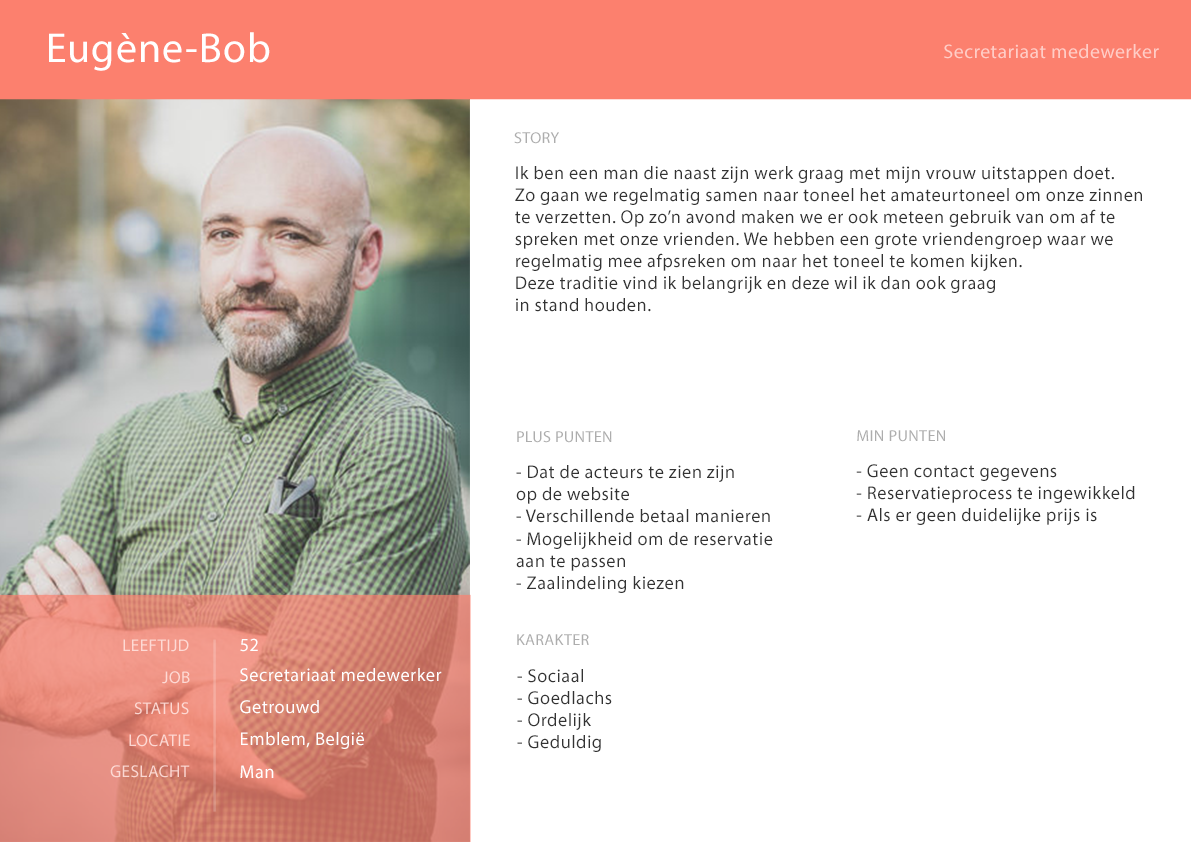 Eugène-Bob
Secretariaat medewerker
STORY
Ik ben een man die naast zijn werk graag met mijn vrouw uitstappen doet.
Zo gaan we regelmatig samen naar toneel het amateurtoneel om onze zinnen
te verzetten. Op zo’n avond maken we er ook meteen gebruik van om af te
spreken met onze vrienden. We hebben een grote vriendengroep waar we
regelmatig mee afpsreken om naar het toneel te komen kijken.
Deze traditie vind ik belangrijk en deze wil ik dan ook graag
in stand houden.
PLUS PUNTEN
- Dat de acteurs te zien zijn
op de website
- Verschillende betaal manieren
- Mogelijkheid om de reservatie
aan te passen
- Zaalindeling kiezen
MIN PUNTEN
- Geen contact gegevens
- Reservatieprocess te ingewikkeld
- Als er geen duidelijke prijs is
KARAKTER
- Sociaal
- Goedlachs
- Ordelijk
- Geduldig
LEEFTIJD 52
JOB Secretariaat medewerker
STATUS Getrouwd
LOCATIE Emblem, België
GESLACHT Man